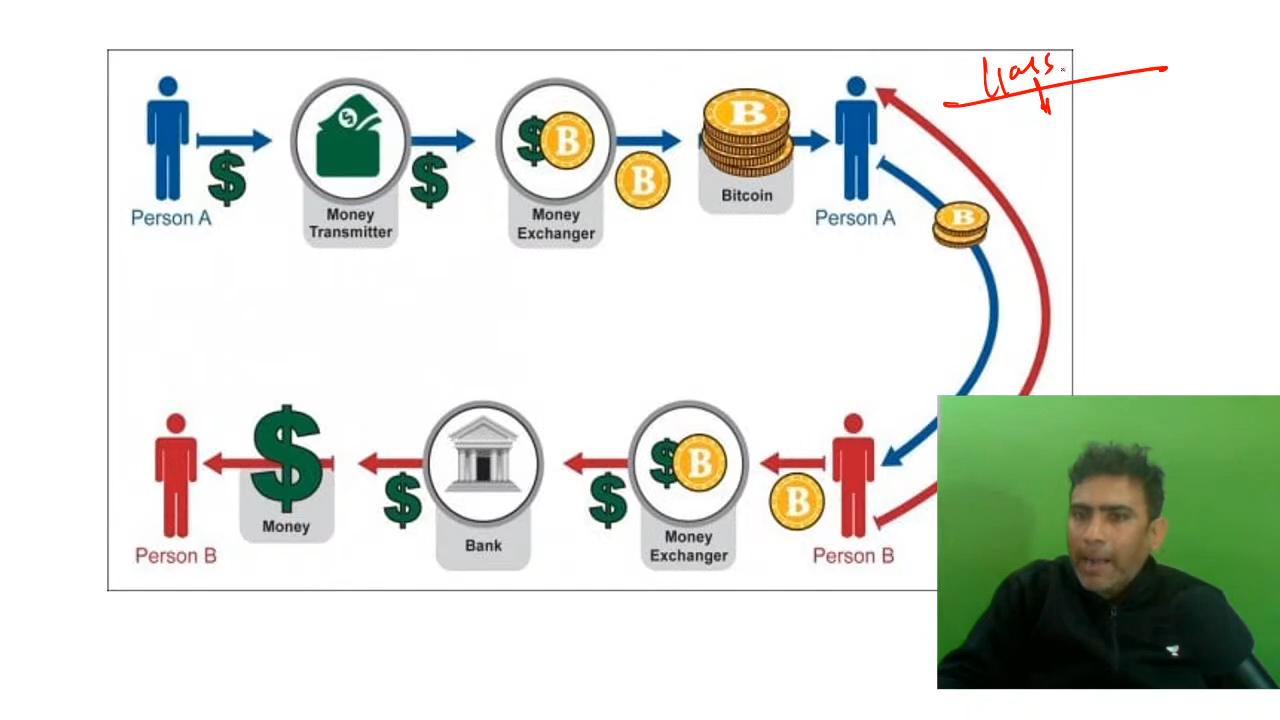 Person A
Money
Transmitter
Money
Exchanger
Bitcoin
Person A
Person B
Money
Bank
Money
Exchanger
Person B